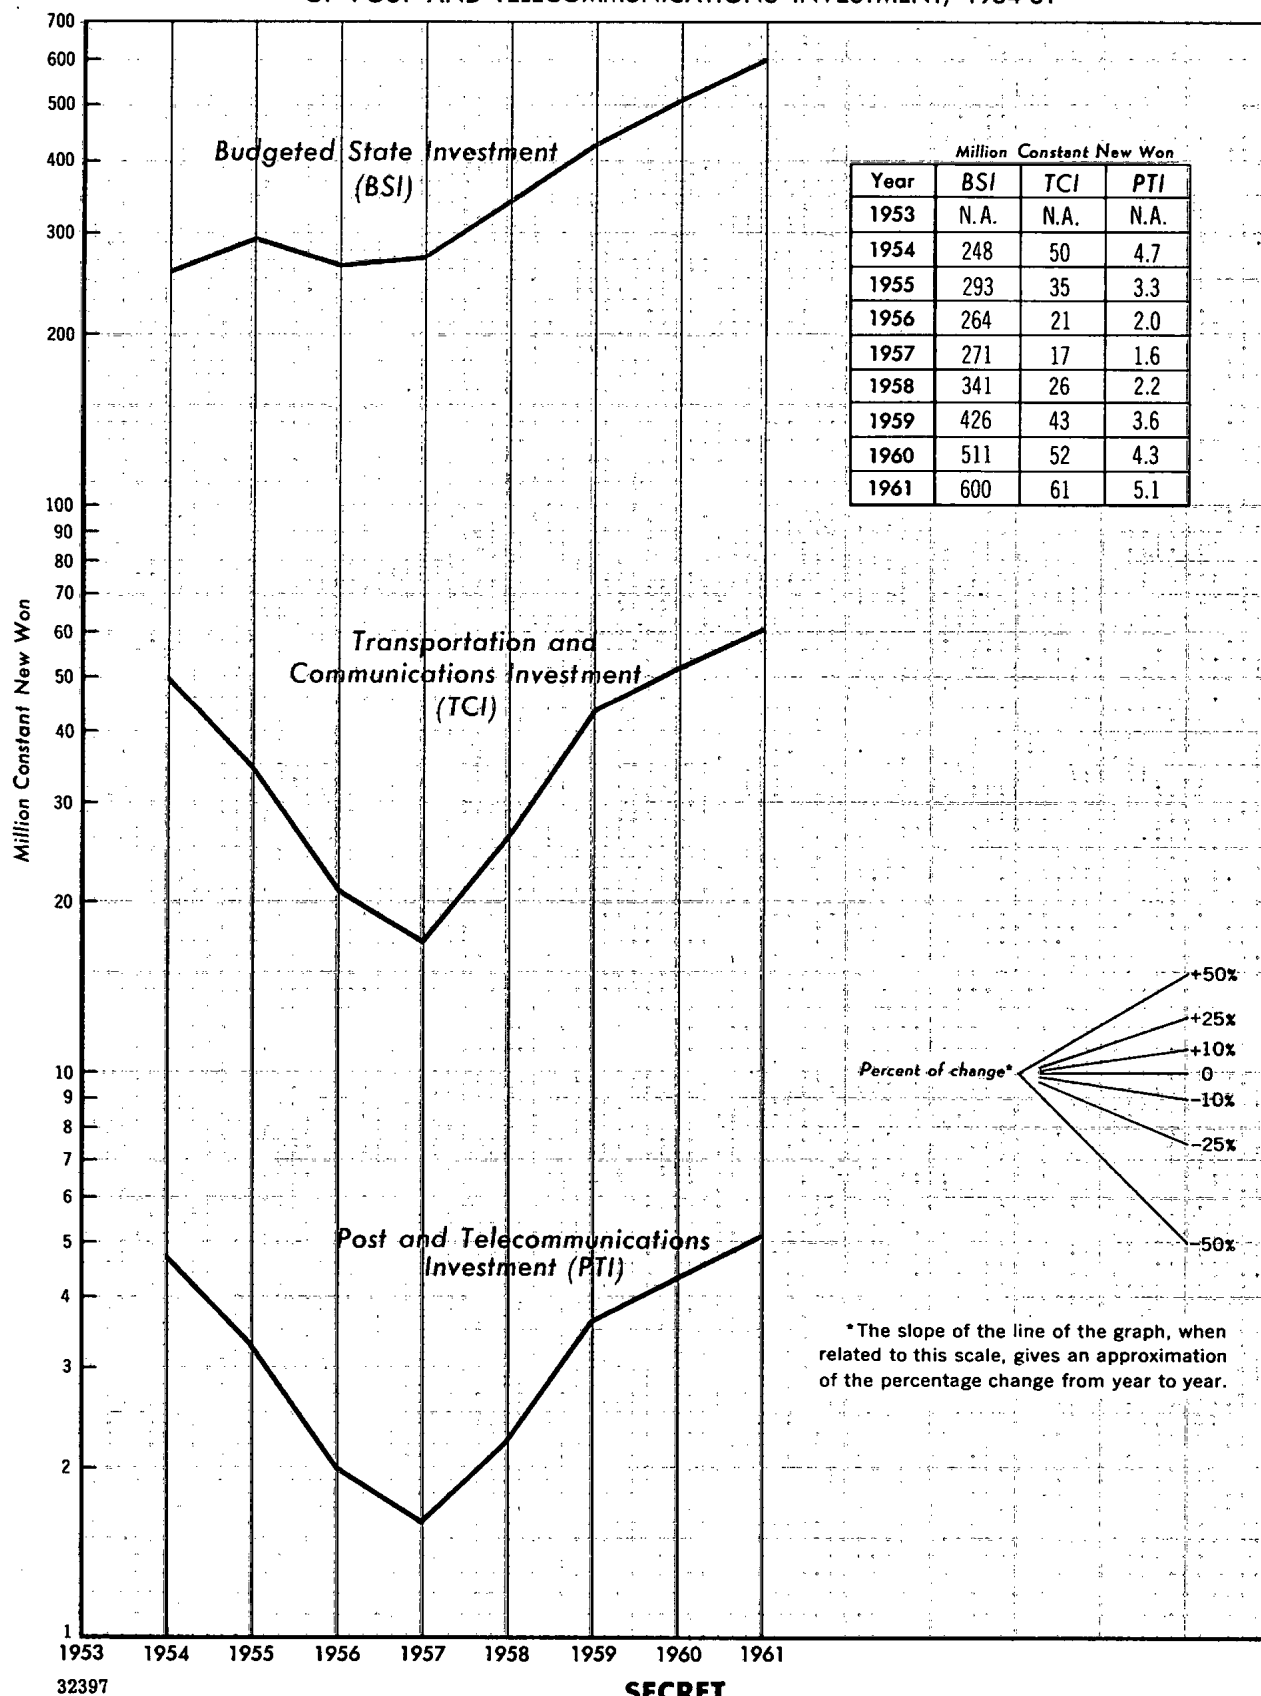 700
600
500
400
300
200
100
90
80
70
60
50
40
30
20
10
9
8
7
6
5
4
3
2
1
Million Constant New Won
Budgeted State Investment
(BSI)
Transportation and
Communications Investment
(TCI)
Post and Telecommunications
Investment (PTI)
Million Constant New Won
Year BSI TCI PTI
1953 N.A. N.A. N.A.
1954 248 50 4.7
1955 293 35 3.3
1956 264 21 2.0
1957 271 17 1.6
1958 341 26 2.2
1959 426 43 3.6
1960 511 52 4.3
1961 600 61 5.1
Percent of change*
+50%
+25%
+10%
0
-10%
-25%
-50%
*The slope of the line of the graph, when
related to this scale, gives an approximation
of the percentage change from year to year.
1953 1954 1955 1956 1957 1958 1959 1960 1961
32397
SECRET